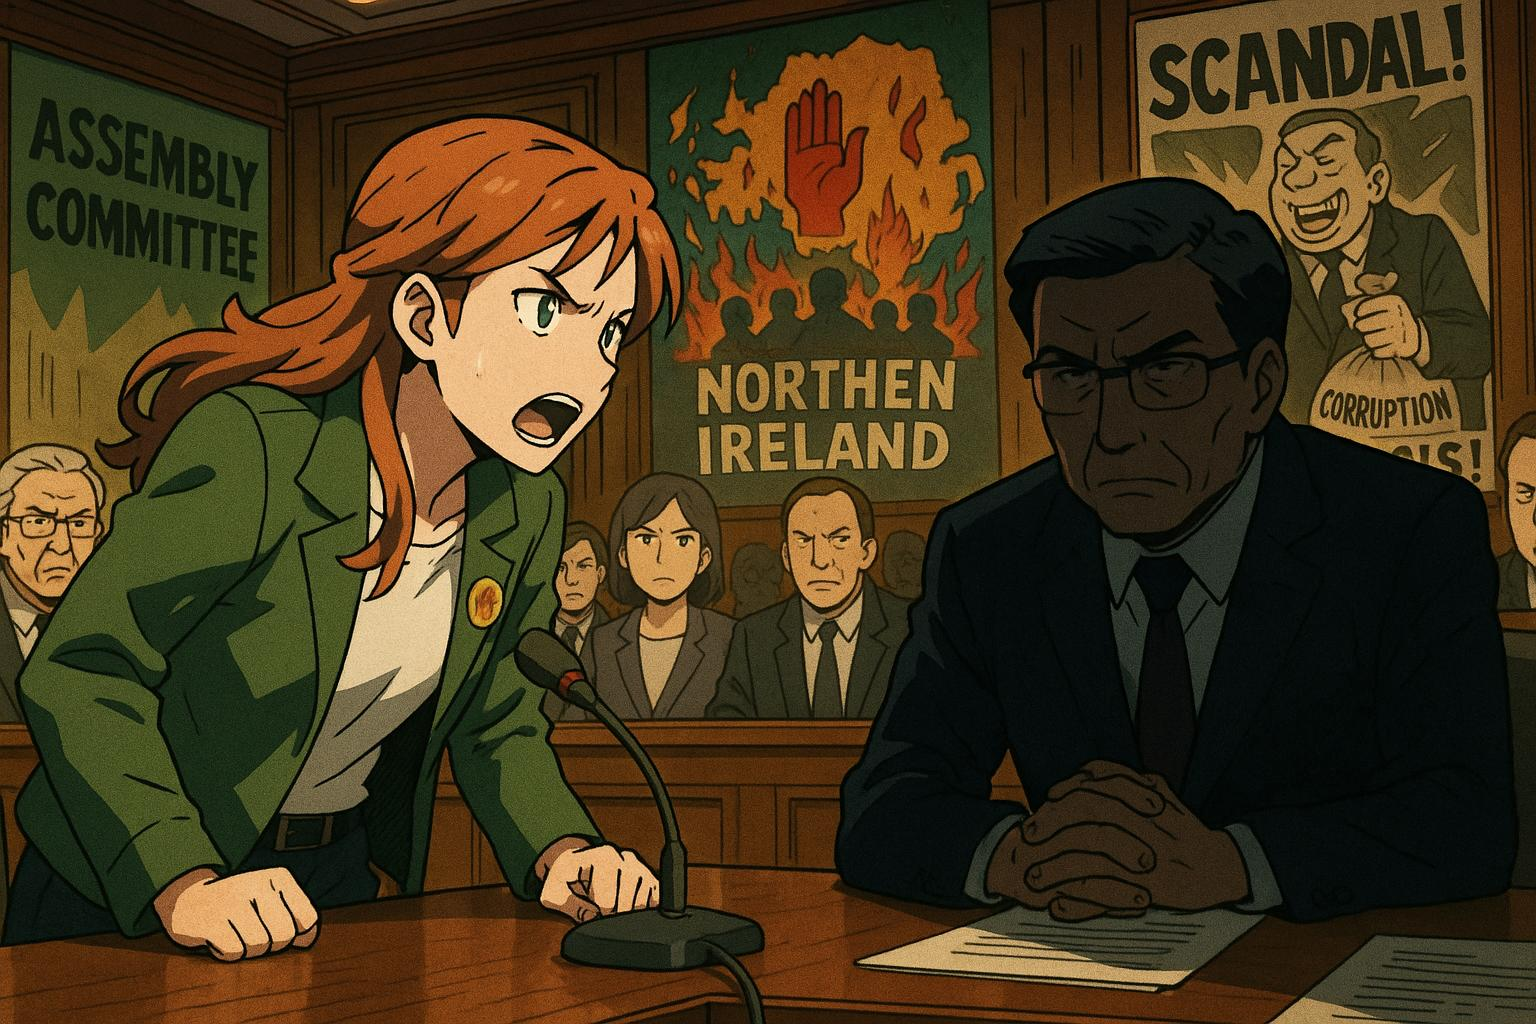 ASSEMBLY
COMMITTEE
NORTHEN
IRELAND
SCANDAL!
CORRUPTION